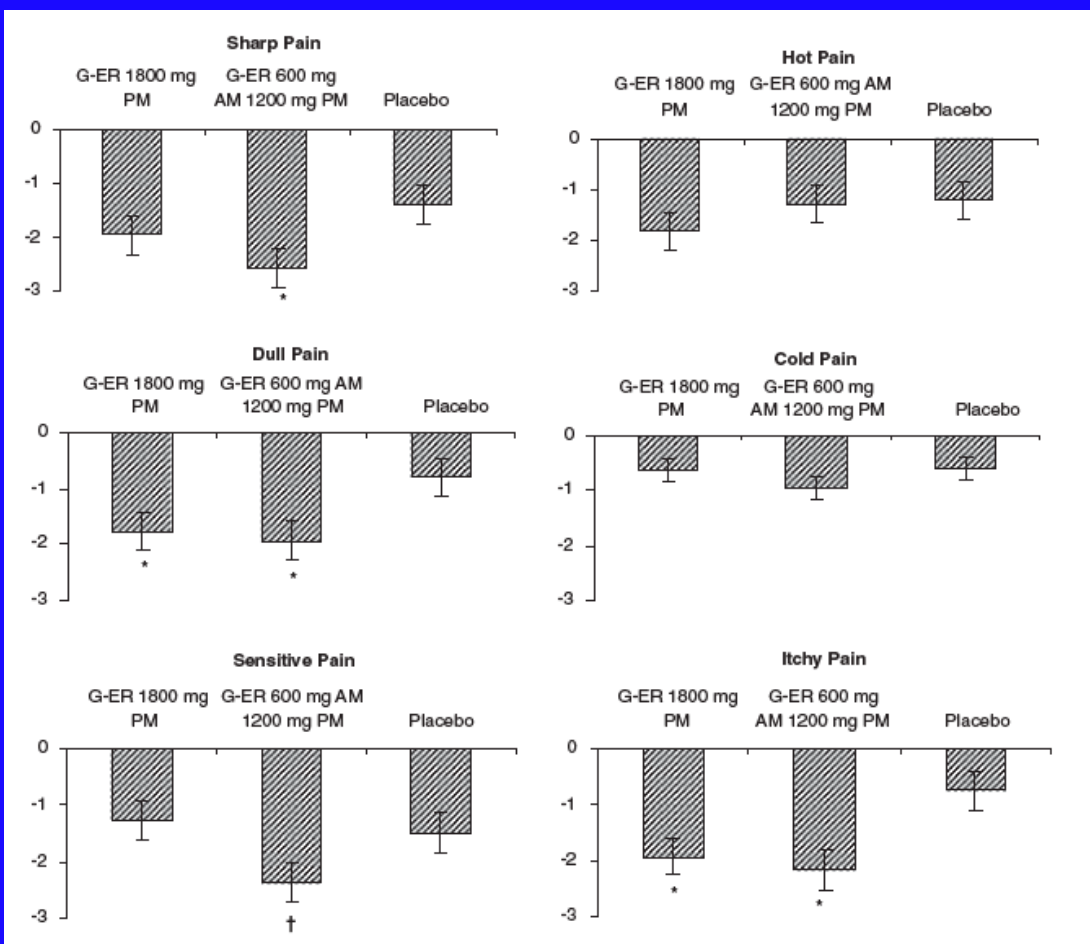 Sharp Pain
G-ER 1800 mg
PM
G-ER 600 mg
AM 1200 mg PM
Placebo
0
-1
-2
-3
*
Hot Pain
G-ER 1800 mg
PM
G-ER 600 mg AM
1200 mg PM
Placebo
0
-1
-2
-3
Dull Pain
G-ER 1800 mg
PM
G-ER 600 mg AM
1200 mg PM
Placebo
0
-1
-2
-3
*
*
Cold Pain
G-ER 1800 mg
PM
G-ER 600 mg
AM 1200 mg PM
Placebo
0
-1
-2
-3
Sensitive Pain
G-ER 1800 mg
PM
G-ER 600 mg AM
1200 mg PM
Placebo
0
-1
-2
-3
†
Itchy Pain
G-ER 1800 mg
PM
G-ER 600 mg
AM 1200 mg PM
Placebo
0
-1
-2
-3
*
*